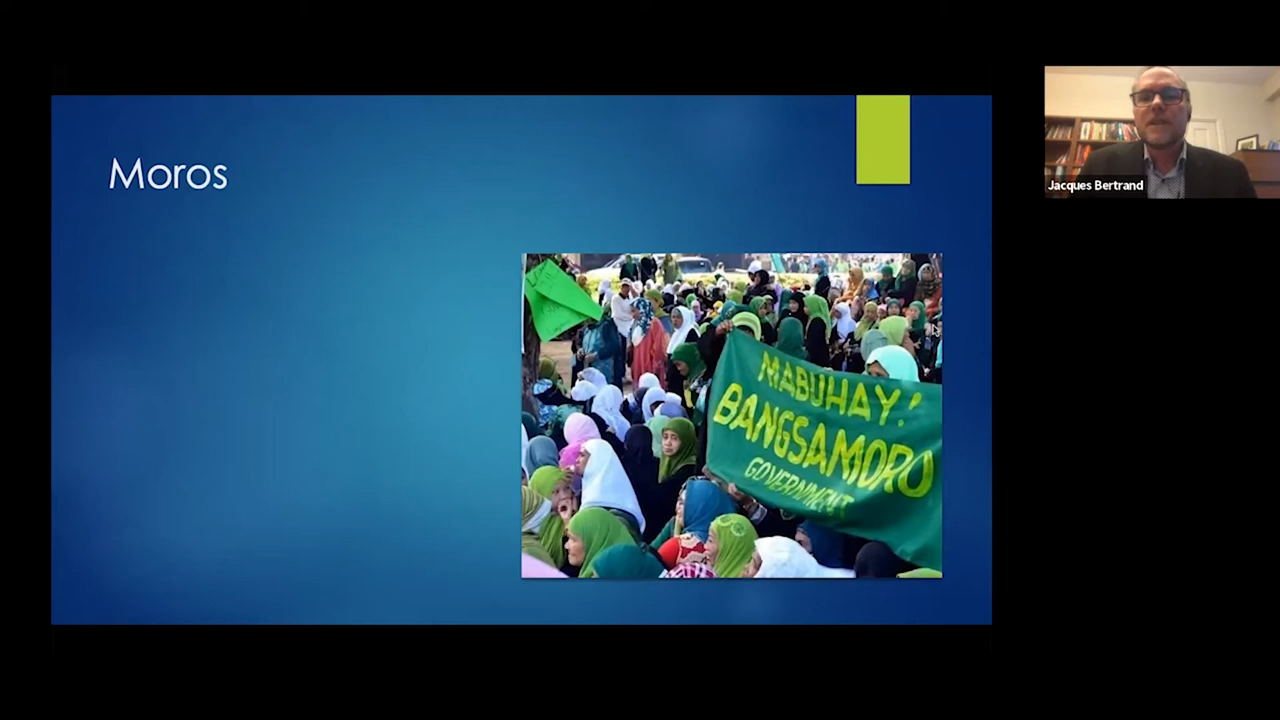 Moros
MABUHAY!
BANGSAMORO
GOVERNMENT
Jacques Bertrand